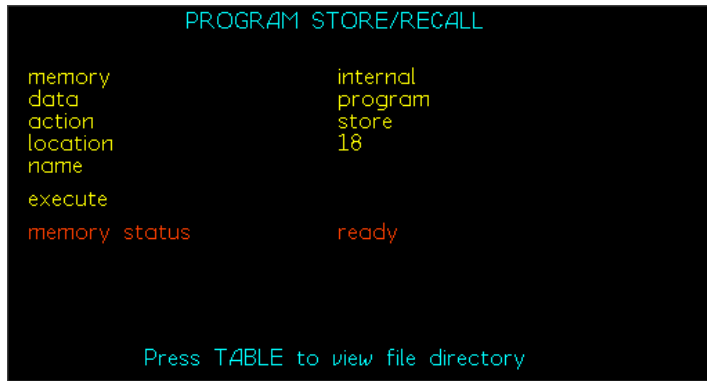 PROGRAM STORE/RECALL
memory internal
data program
action store
location 18
name
execute
memory status ready
Press TABLE to view file directory